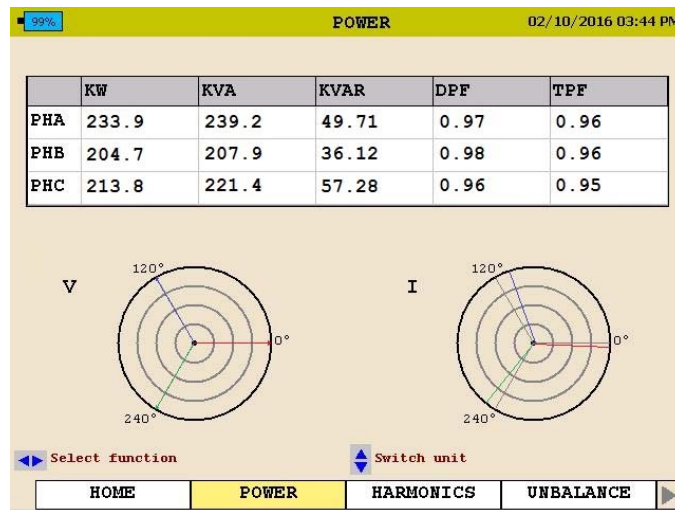 99% POWER 02/10/2016 03:44 PM
KW KVA KVAR DPF TPF
PHA 233.9 239.2 49.71 0.97 0.96
PHB 204.7 207.9 36.12 0.98 0.96
PHC 213.8 221.4 57.28 0.96 0.95
120° 120°
V I
0° 0°
240° 240°
Select function Switch unit
HOME POWER HARMONICS UNBALANCE